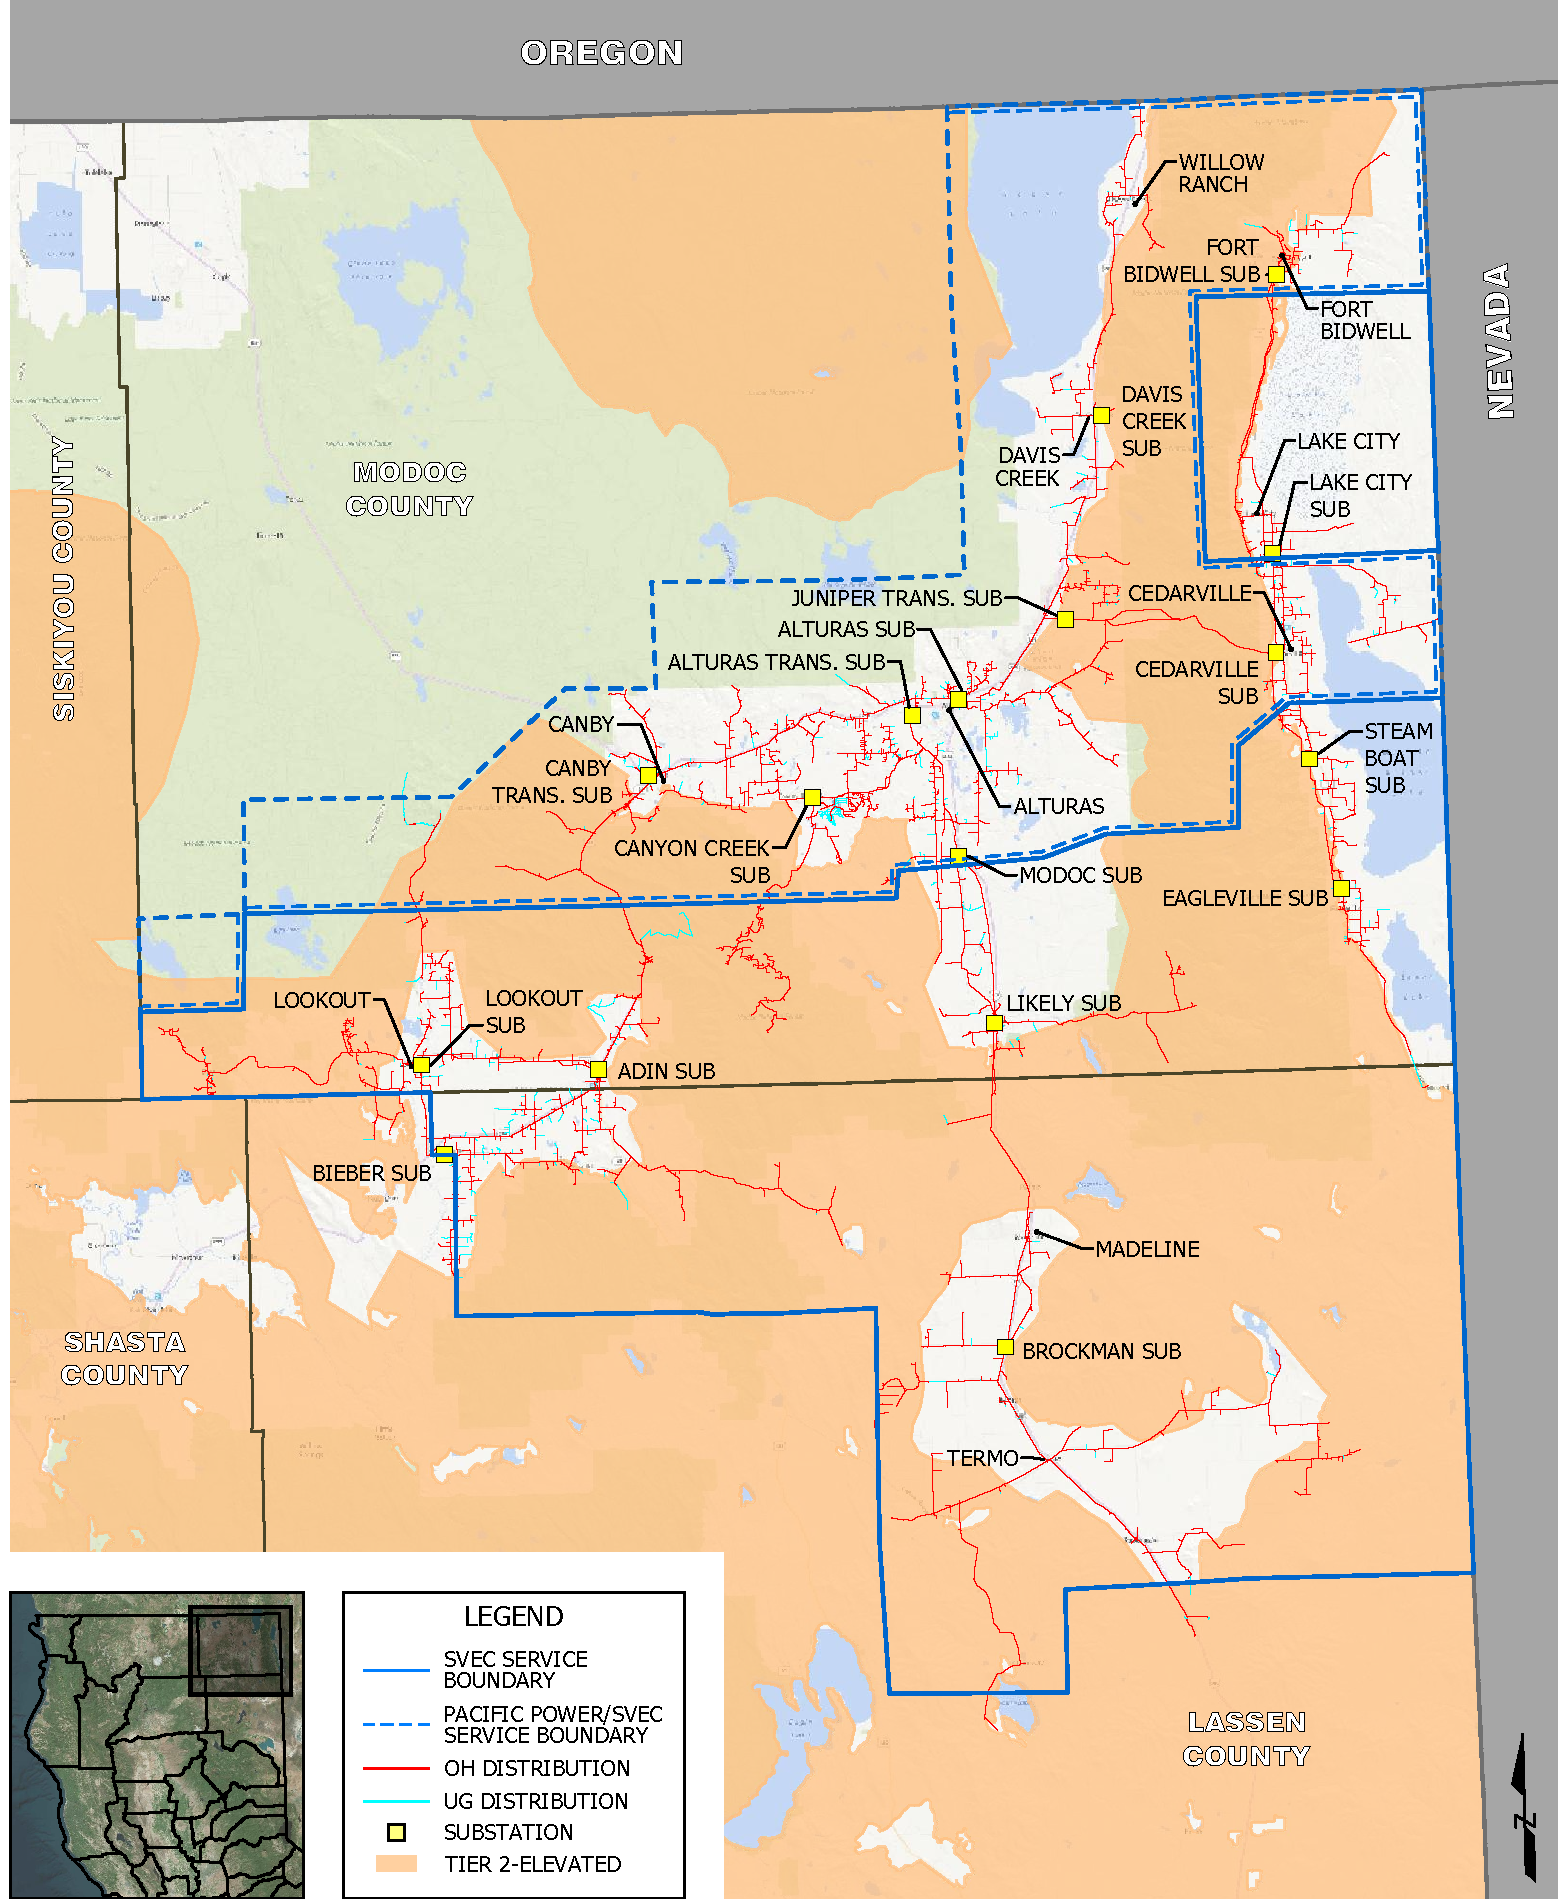 OREGON
WILLOW
RANCH
FORT
BIDWELL SUB
FORT
BIDWELL
NEVADA
DAVIS
CREEK
SUB
DAVIS
CREEK
LAKE CITY
LAKE CITY
SUB
MODOC
COUNTY
SISKIYOU COUNTY
JUNIPER TRANS. SUB
CEDARVILLE
ALTURAS SUB
ALTURAS TRANS. SUB
CEDARVILLE
SUB
CANBY
STEAM
BOAT
SUB
CANBY
TRANS. SUB
ALTURAS
CANYON CREEK
SUB
MODOC SUB
EAGLEVILLE SUB
LOOKOUT
LOOKOUT
SUB
LIKELY SUB
ADIN SUB
BIEBER SUB
MADELINE
SHASTA
COUNTY
BROCKMAN SUB
TERMO
LEGEND
SVEC SERVICE
BOUNDARY
PACIFIC POWER/SVEC
SERVICE BOUNDARY
OH DISTRIBUTION
UG DISTRIBUTION
SUBSTATION
TIER 2-ELEVATED
LASSEN
COUNTY
N